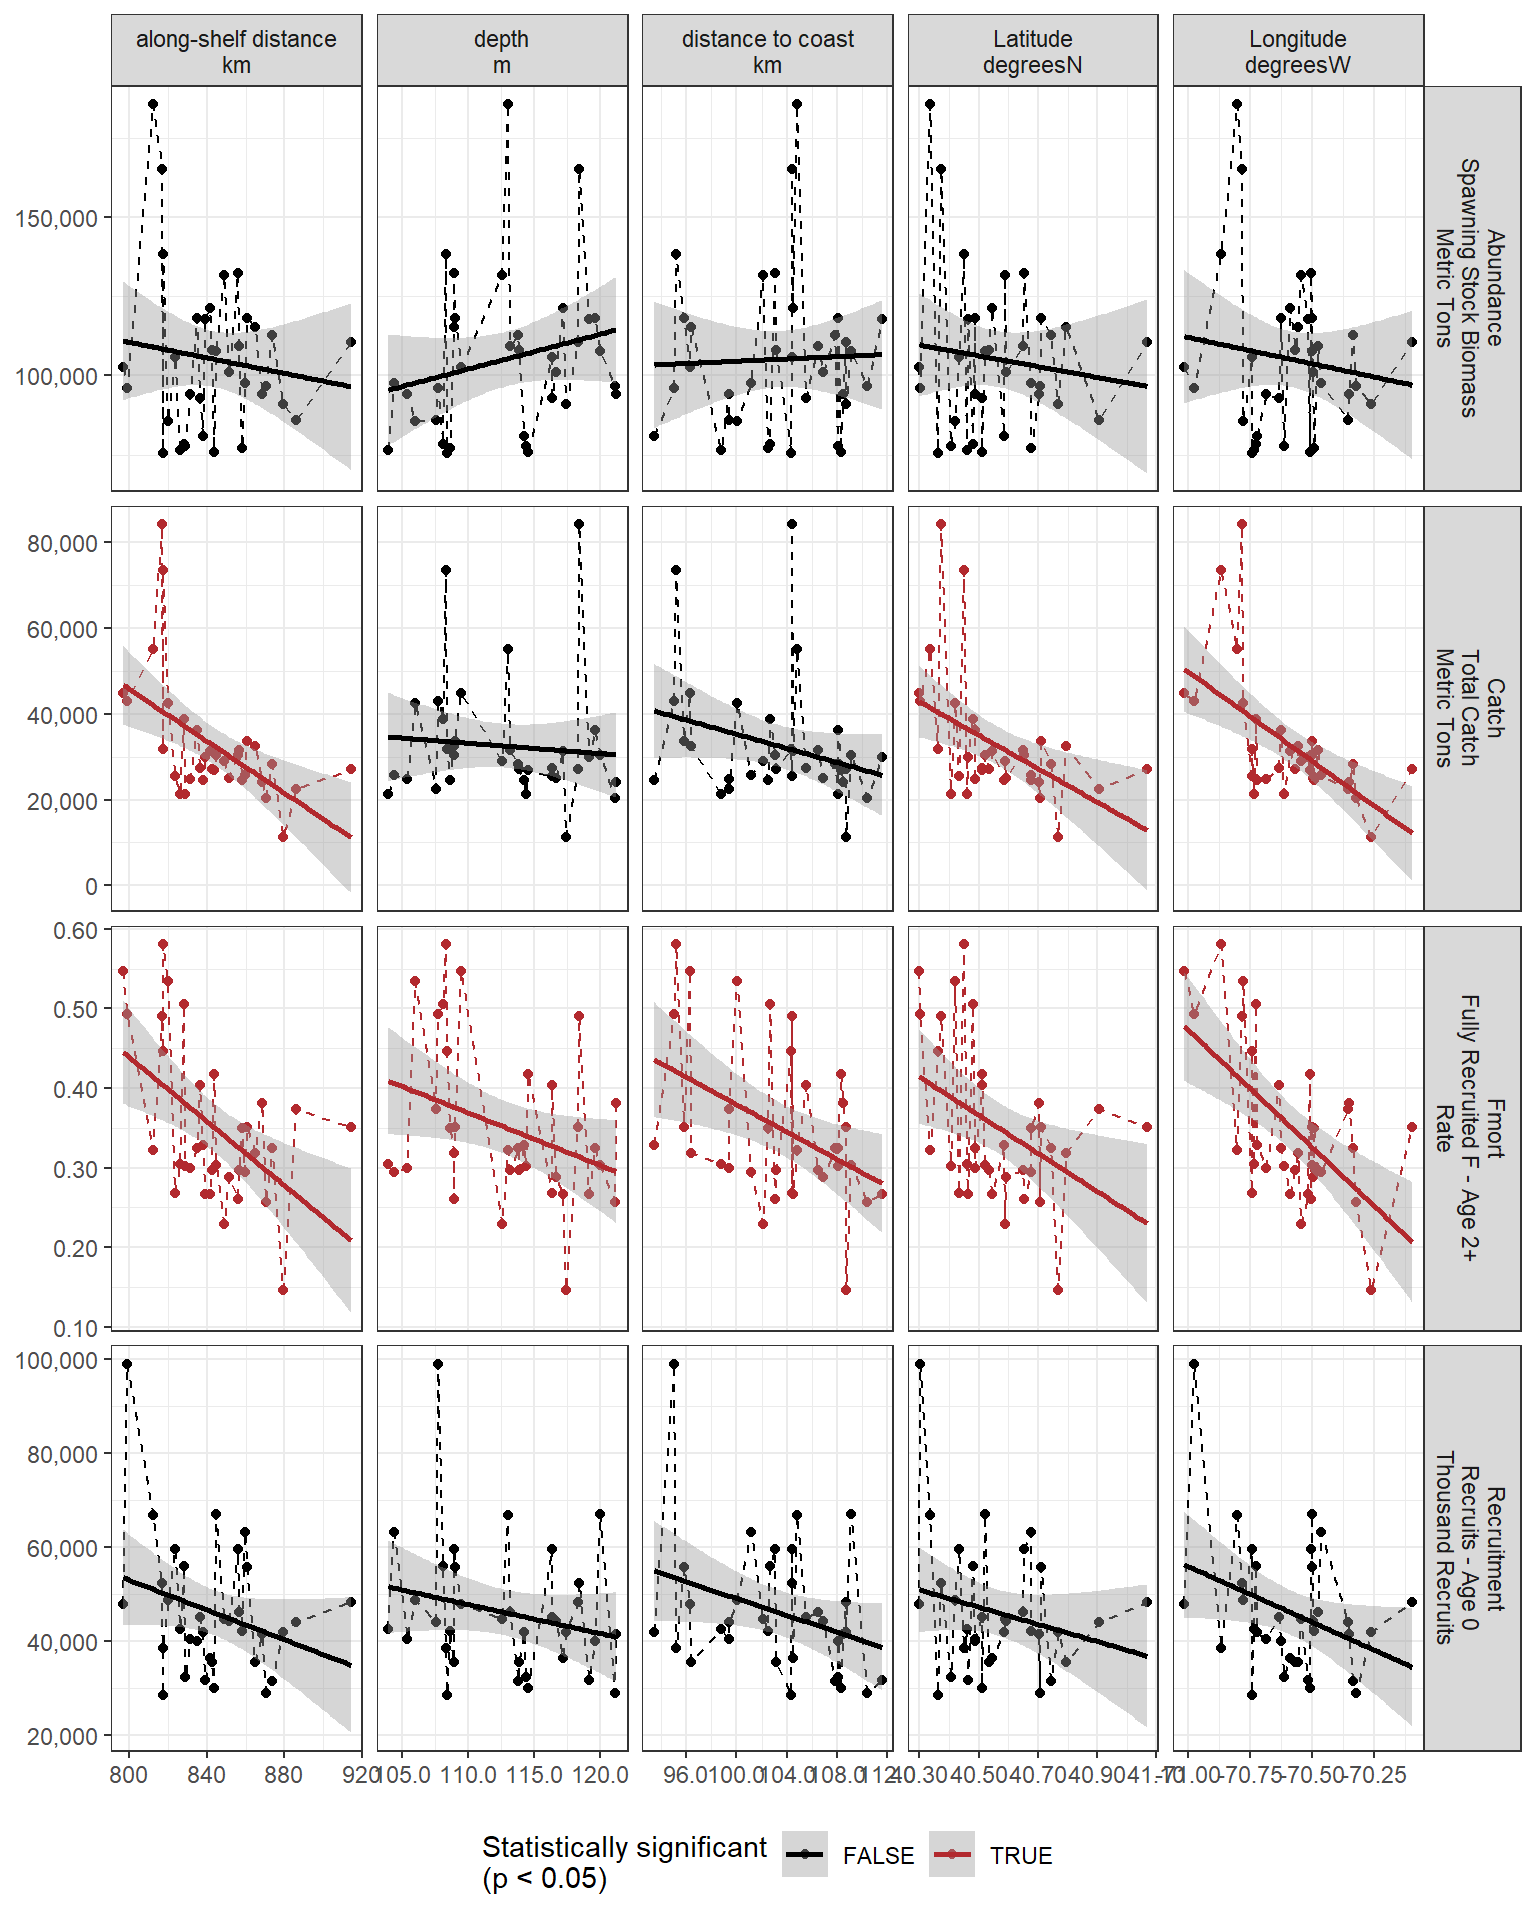 along-shelf distance
km
depth
m
distance to coast
km
Latitude
degreesN
Longitude
degreesW
150,000
100,000
Abundance
Spawning Stock Biomass
Metric Tons
80,000
60,000
40,000
20,000
0
Catch
Total Catch
Metric Tons
0.60
0.50
0.40
0.30
0.20
0.10
Fmort
Fully Recruited F - Age 2+
Rate
100,000
80,000
60,000
40,000
20,000
Recruitment
Recruits - Age 0
Thousand Recruits
800 840 880 920
105.0 110.0 115.0 120.0
96.0 100.0 104.0 108.0
40.30 40.50 40.70 40.90
-70.75 -70.50 -70.25
Statistically significant
(p < 0.05)
FALSE
TRUE